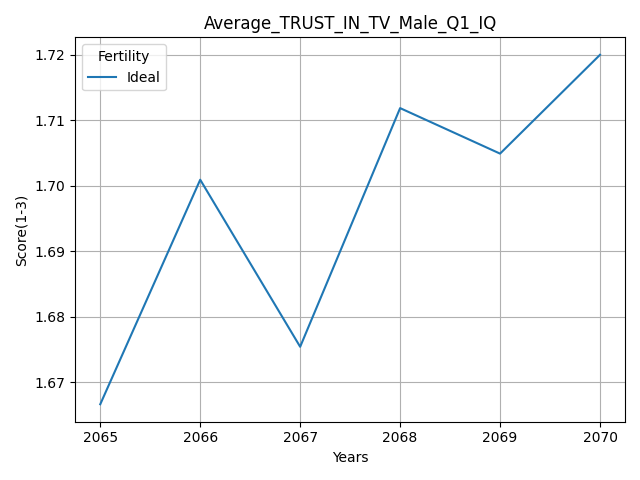 Average_TRUST_IN_TV_Male_Q1_IQ
Fertility
Ideal
Score(1-3)
1.72
1.71
1.70
1.69
1.68
1.67
2065 2066 2067 2068 2069 2070
Years